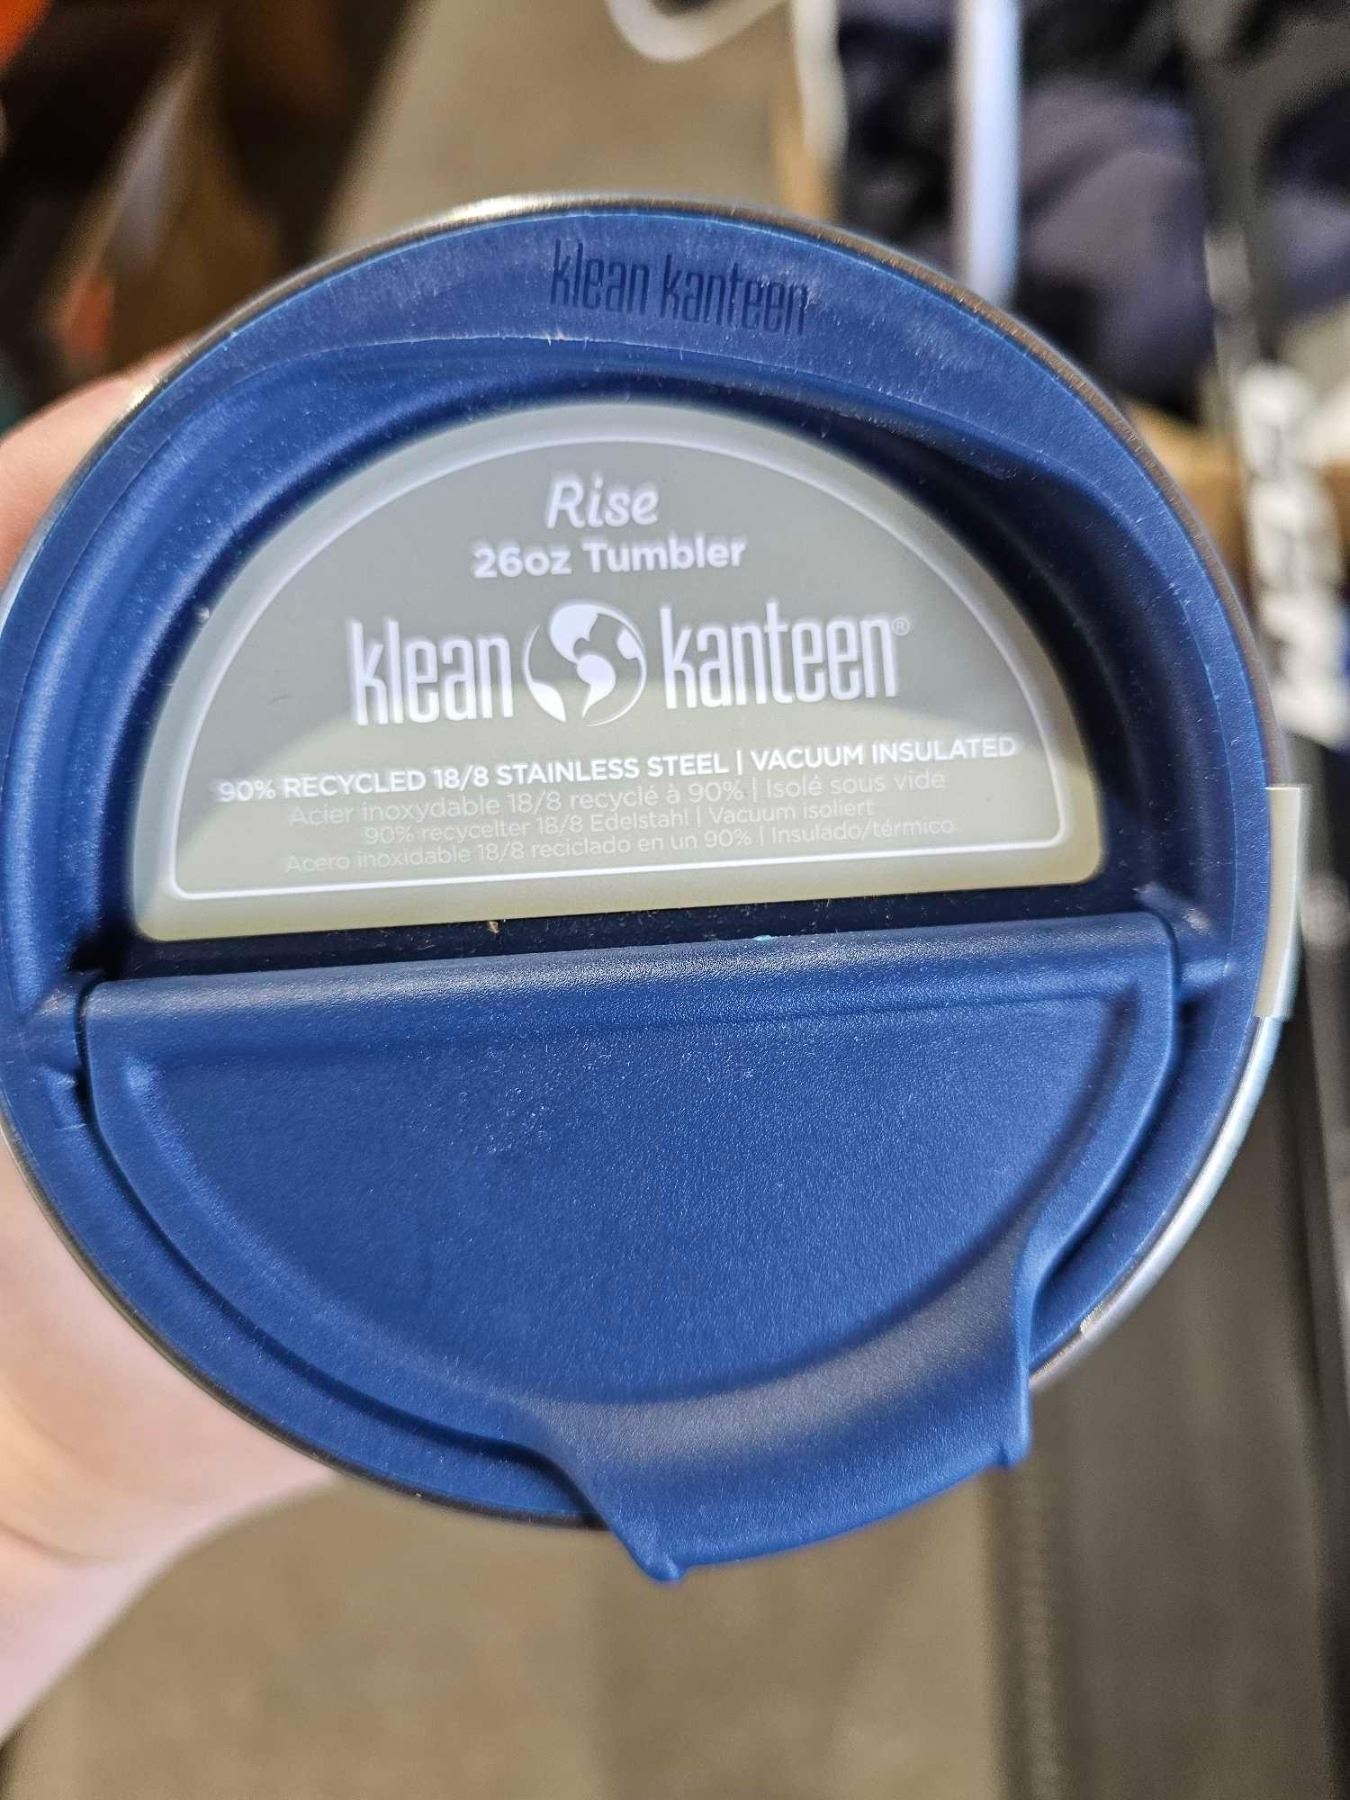 klean kanteen
Rise
26oz Tumbler
klean kanteen®
90% RECYCLED 18/8 STAINLESS STEEL | VACUUM INSULATED
Acier inoxydable 18/8 recyclé à 90% | Isolé sous vide
90% recycelter 18/8 Edelstahl | Vacuum isoliert
Acero inoxidable 18/8 reciclado en un 90% | Insulado/térmico